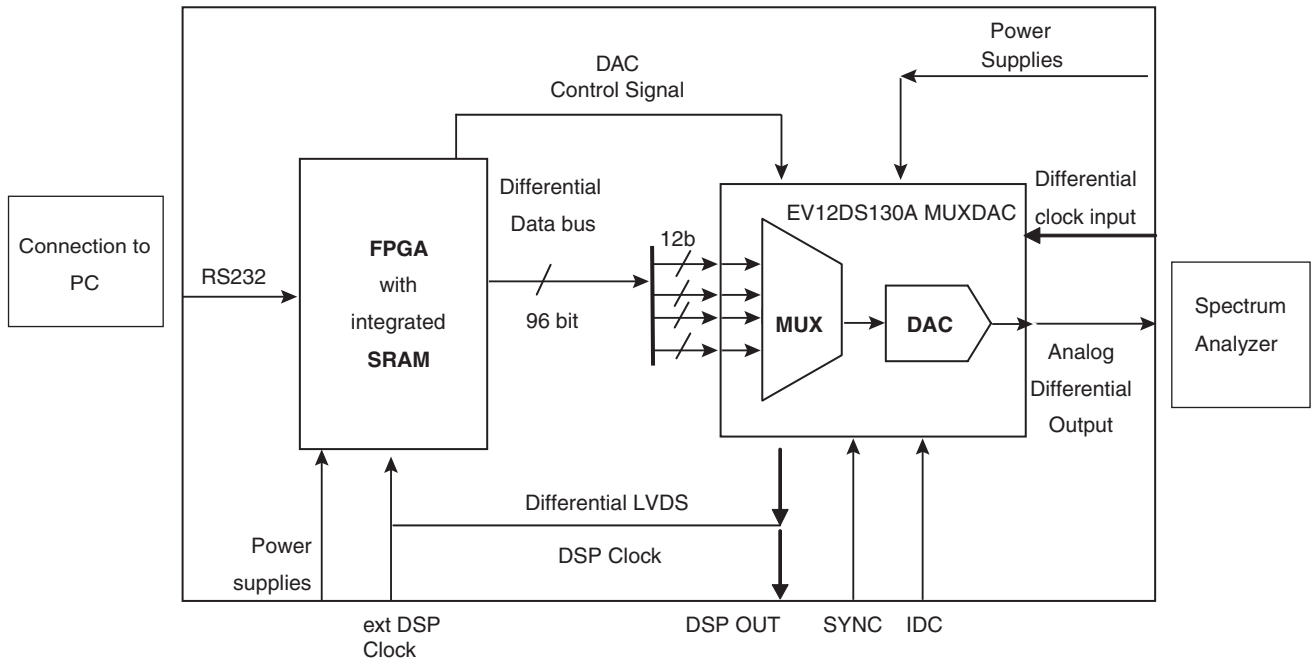 Power
Supplies
DAC
Control Signal
Differential
clock input
Differential
Data bus
EV12DS130A MUXDAC
12b
Connection to
PC
RS232
FPGA
with
integrated
SRAM
96 bit
MUX
DAC
Analog
Differential
Output
Spectrum
Analyzer
Differential LVDS
DSP Clock
Power
supplies
ext DSP
Clock
DSP OUT
SYNC
IDC